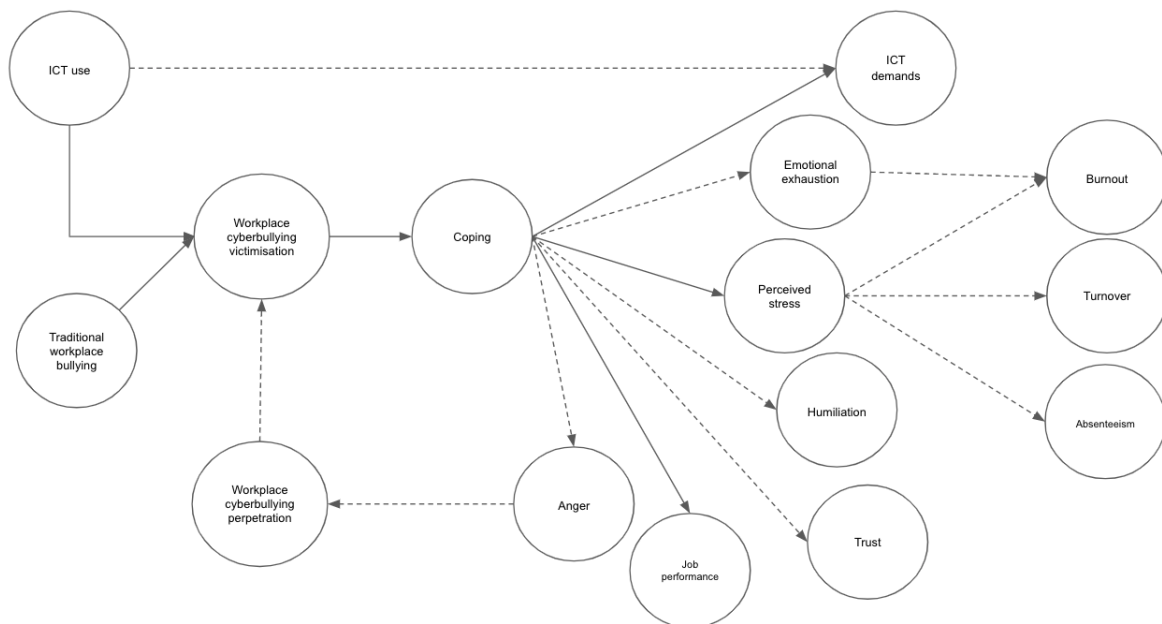 ICT use
ICT
demands
Emotional
exhaustion
Burnout
Workplace
cyberbullying
victimisation
Coping
Perceived
stress
Turnover
Traditional
workplace
bullying
Humiliation
Absenteeism
Workplace
cyberbullying
perpetration
Anger
Trust
Job
performance